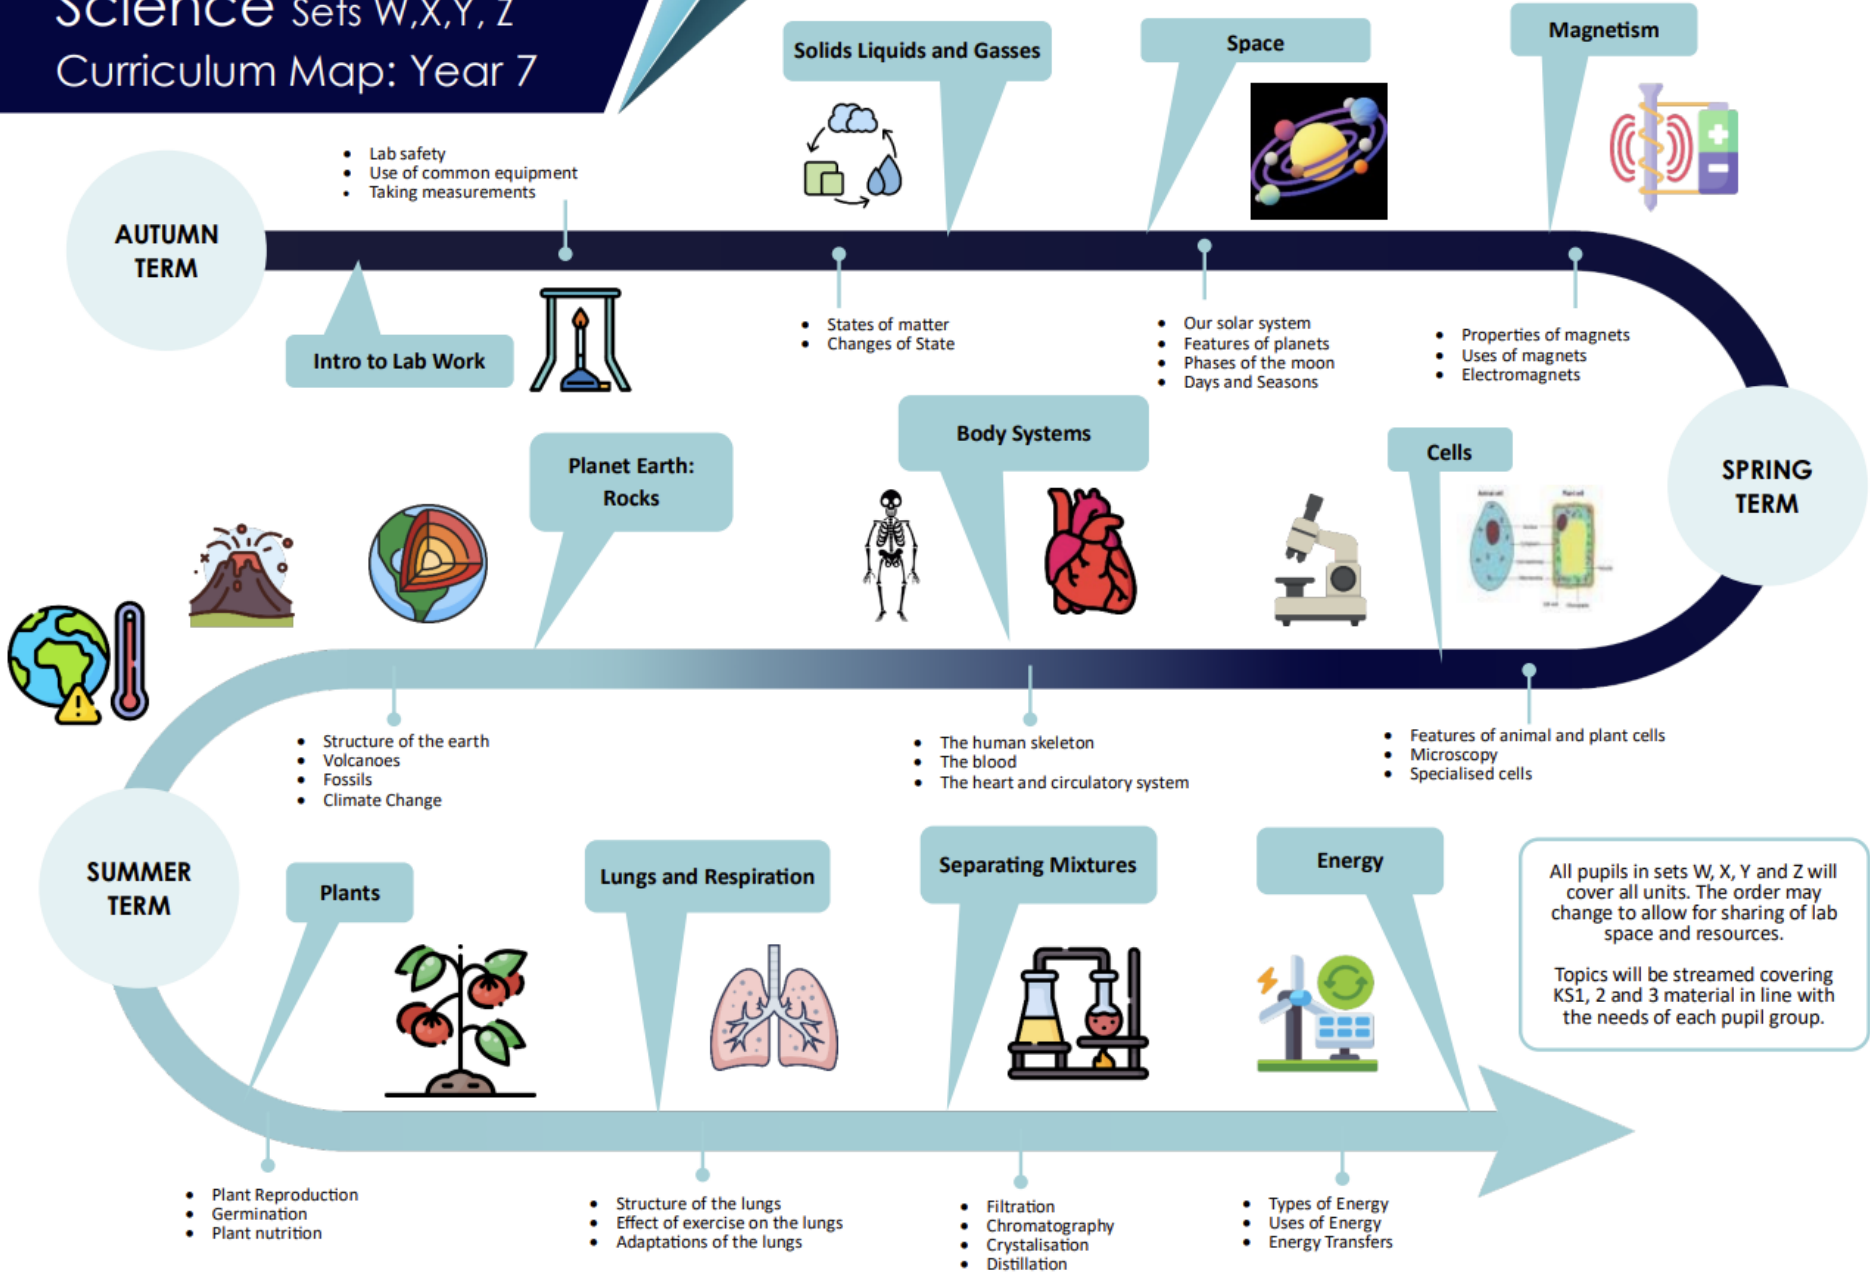 Science Sets W,X,Y, Z
Curriculum Map: Year 7
Solids Liquids and Gasses
Space
Magnetism
• Lab safety
• Use of common equipment
• Taking measurements
AUTUMN
TERM
Intro to Lab Work
• States of matter
• Changes of State
• Our solar system
• Features of planets
• Phases of the moon
• Days and Seasons
• Properties of magnets
• Uses of magnets
• Electromagnets
SPRING
TERM
Cells
Body Systems
Planet Earth:
Rocks
• Features of animal and plant cells
• Microscopy
• Specialised cells
• The human skeleton
• The blood
• The heart and circulatory system
• Structure of the earth
• Volcanoes
• Fossils
• Climate Change
SUMMER
TERM
Plants
Lungs and Respiration
Separating Mixtures
Energy
• Plant Reproduction
• Germination
• Plant nutrition
• Structure of the lungs
• Effect of exercise on the lungs
• Adaptations of the lungs
• Filtration
• Chromatography
• Crystalisation
• Distillation
• Types of Energy
• Uses of Energy
• Energy Transfers
All pupils in sets W, X, Y and Z will
cover all units. The order may
change to allow for sharing of lab
space and resources.
Topics will be streamed covering
KS1, 2 and 3 material in line with
the needs of each pupil group.